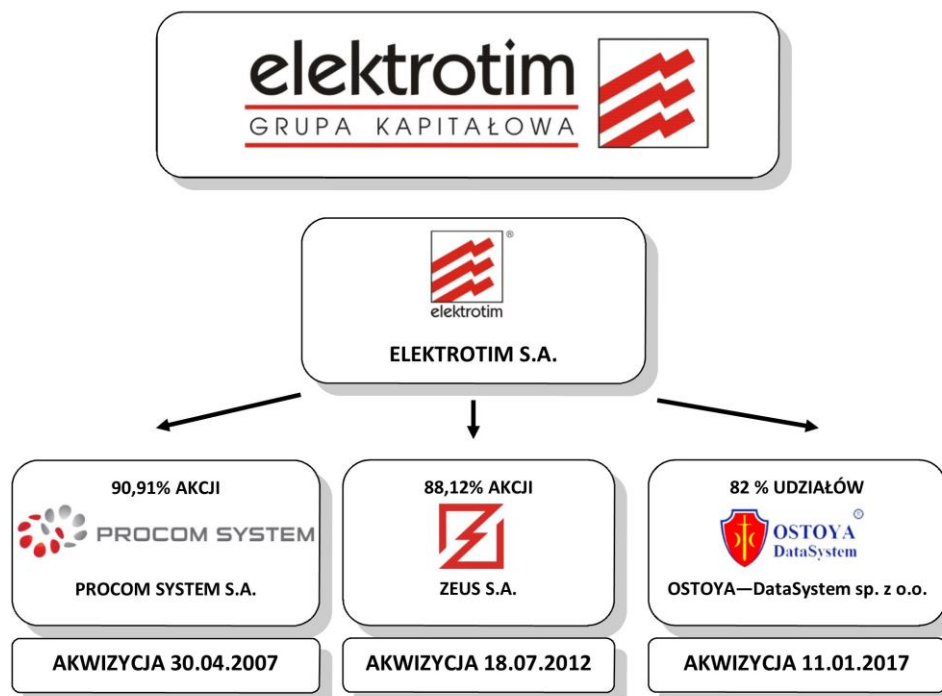 elektrotim
GRUPA KAPITAŁOWA
®
elektrotim
ELEKTROTIM S.A.
90,91% AKCJI
PROCOM SYSTEM
PROCOM SYSTEM S.A.
AKWIZYCJA 30.04.2007
88,12% AKCJI
ZEUS S.A.
AKWIZYCJA 18.07.2012
82 % UDZIAŁÓW
®
OSTOYA
DataSystem
OSTOYA—DataSystem sp. z o.o.
AKWIZYCJA 11.01.2017